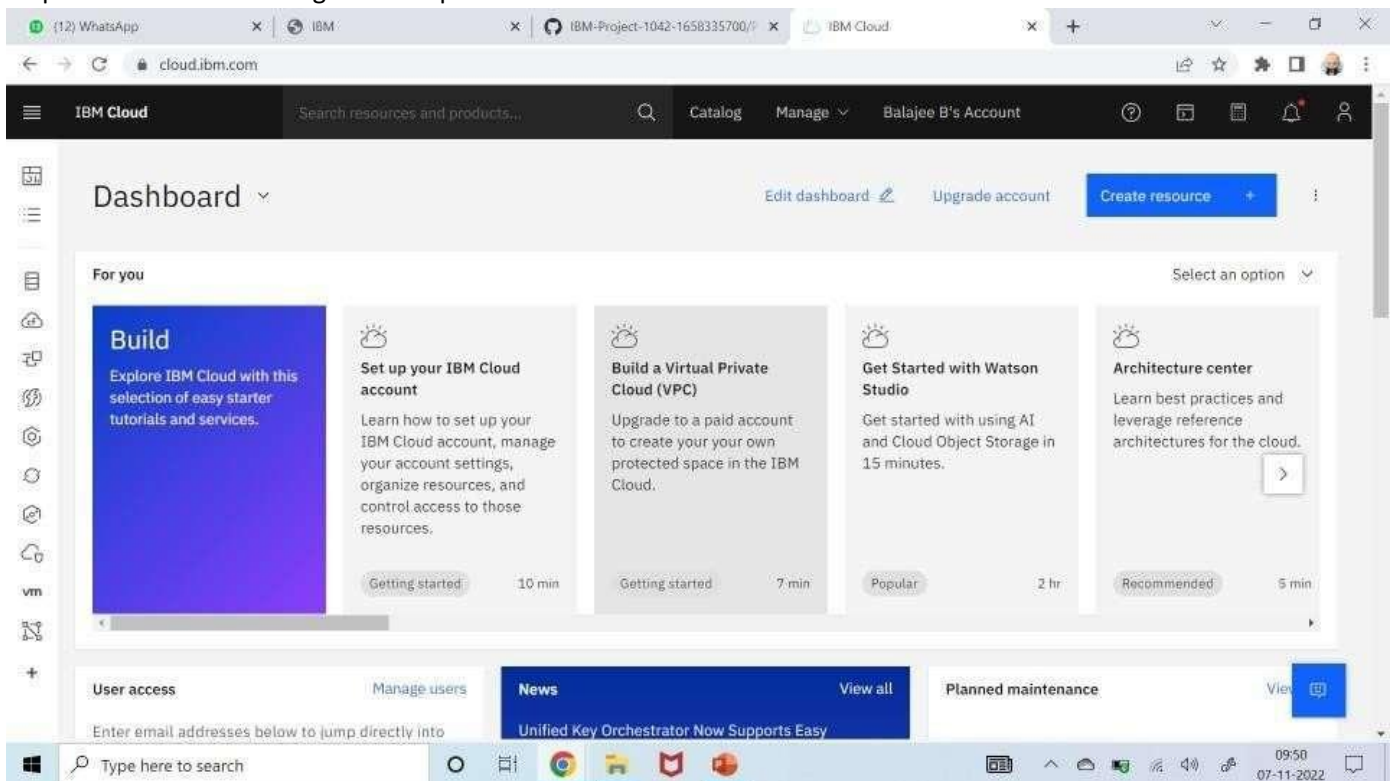 (12) WhatsApp
IBM
IBM-Project-1042-1658335700/
IBM Cloud
cloud.ibm.com
IBM Cloud
Search resources and products...
Catalog
Manage
Balajee B's Account
Dashboard
Edit dashboard
Upgrade account
Create resource +
For you
Select an option
Build
Explore IBM Cloud with this
selection of easy starter
tutorials and services.
Set up your IBM Cloud
account
Learn how to set up your
IBM Cloud account, manage
your account settings,
organize resources, and
control access to those
resources.
Getting started 10 min
Build a Virtual Private
Cloud (VPC)
Upgrade to a paid account
to create your your own
protected space in the IBM
Cloud.
Getting started 7 min
Get Started with Watson
Studio
Get started with using AI
and Cloud Object Storage in
15 minutes.
Popular 2 hr
Architecture center
Learn best practices and
leverage reference
architectures for the cloud.
Recommended 5 min
vm
User access Manage users
Enter email addresses below to jump directly into
News View all
Unified Key Orchestrator Now Supports Easy
Planned maintenance
Type here to search
09:50
07-11-2022